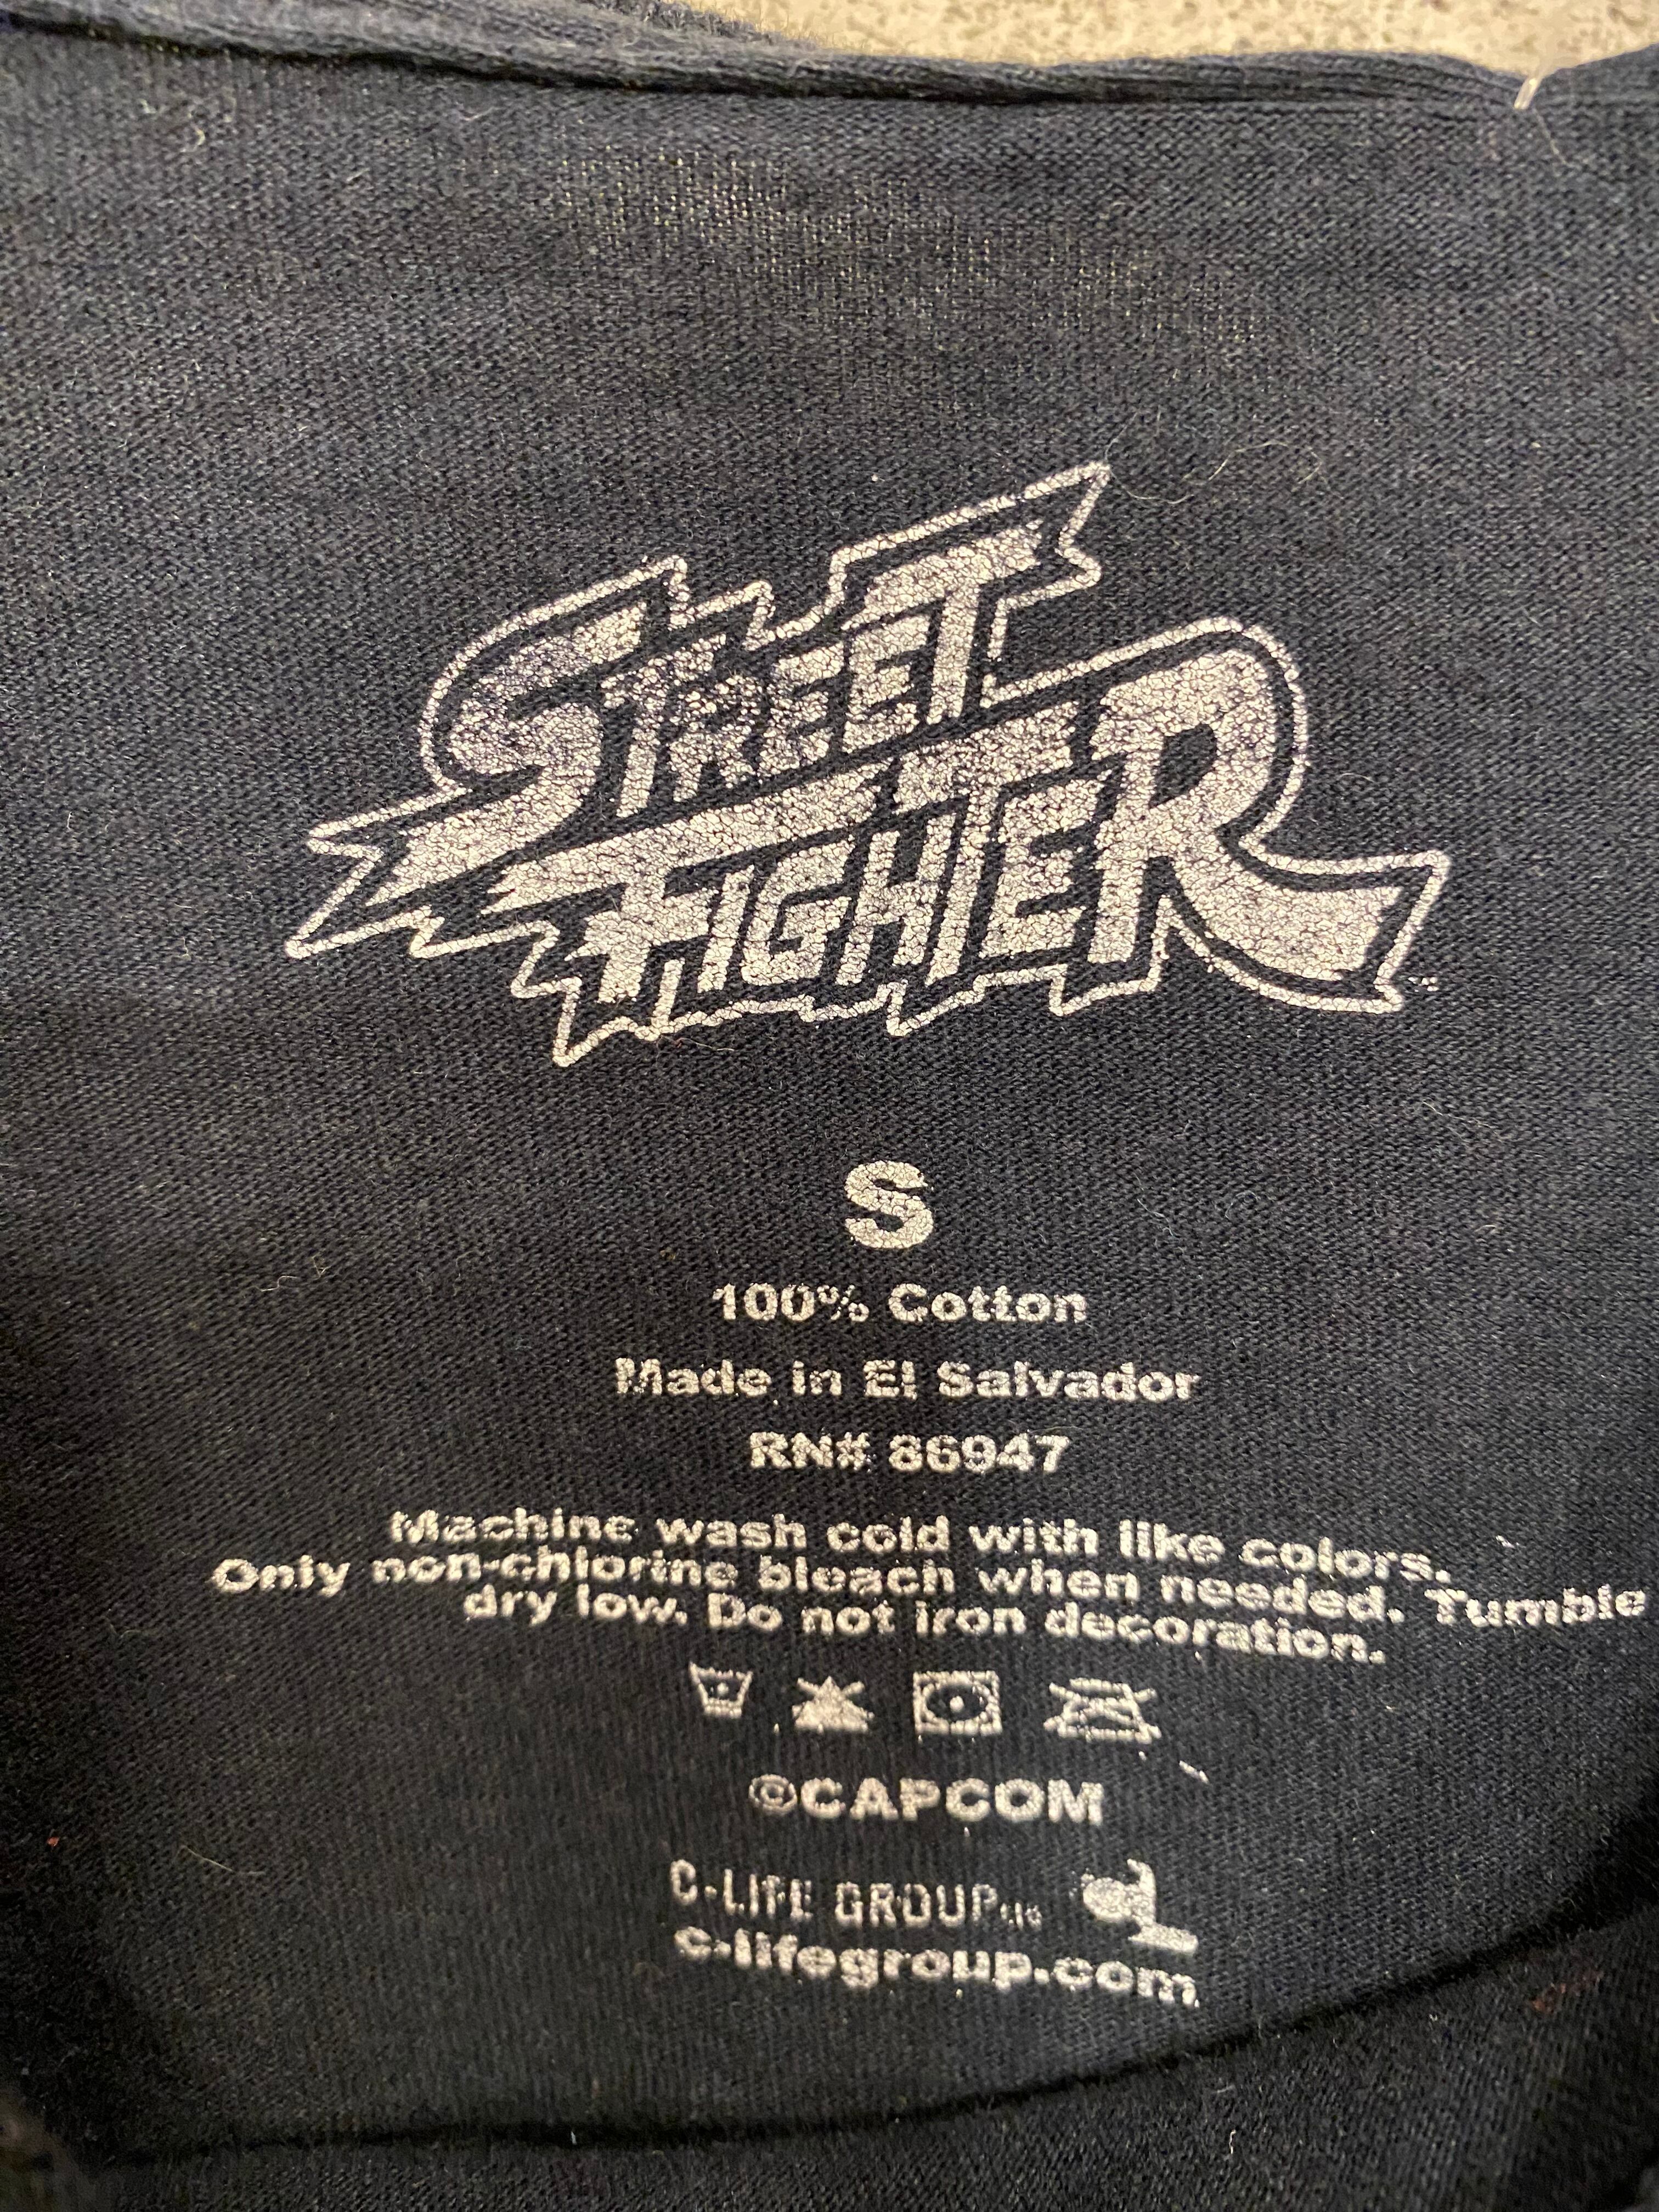 STREET
FIGHTER
S
100% Cotton
Made in El Salvador
RN# 86947
Machine wash cold with like colors.
Only non-chlorine bleach when needed. Tumble
dry low. Do not iron decoration.
©CAPCOM
C-LIFE GROUP
c-lifegroup.com